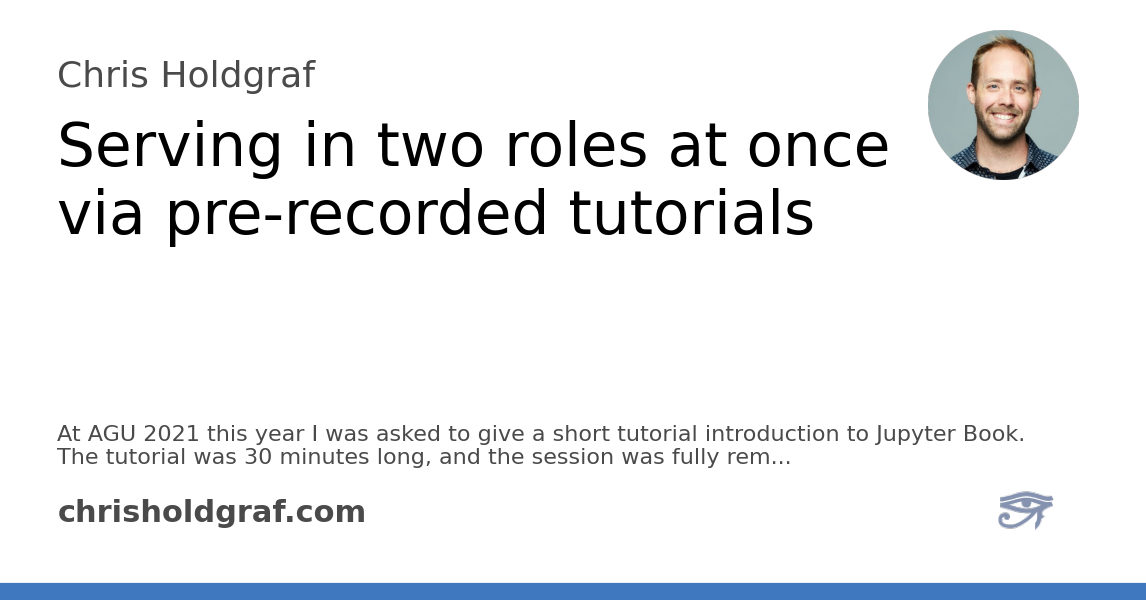 Chris Holdgraf
Serving in two roles at once
via pre-recorded tutorials
At AGU 2021 this year I was asked to give a short tutorial introduction to Jupyter Book.
The tutorial was 30 minutes long, and the session was fully rem...
chrisholdgraf.com